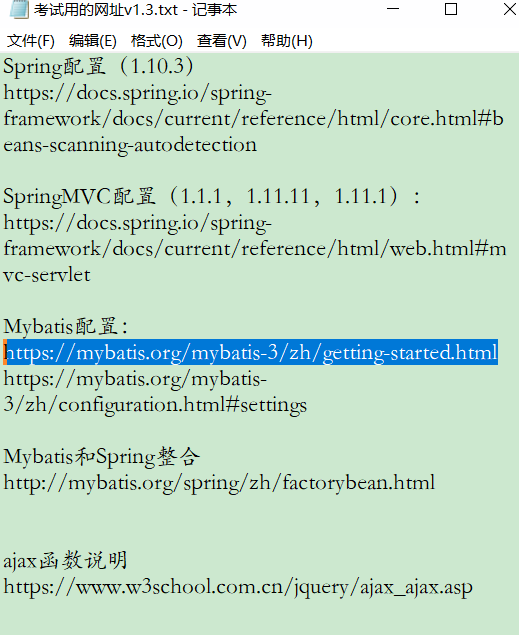 考试用的网址v1.3.txt - 记事本
文件(F) 编辑(E) 格式(O) 查看(V) 帮助(H)
Spring配置（1.10.3）
https://docs.spring.io/spring-
framework/docs/current/reference/html/core.html#b
eans-scanning-autodetection
SpringMVC配置（1.1.1，1.11.11，1.11.1）：
https://docs.spring.io/spring-
framework/docs/current/reference/html/web.html#m
vc-servlet
Mybatis配置：
https://mybatis.org/mybatis-3/zh/getting-started.html
https://mybatis.org/mybatis-
3/zh/configuration.html#settings
Mybatis和Spring整合
http://mybatis.org/spring/zh/factorybean.html
ajax函数说明
https://www.w3school.com.cn/jquery/ajax_ajax.asp